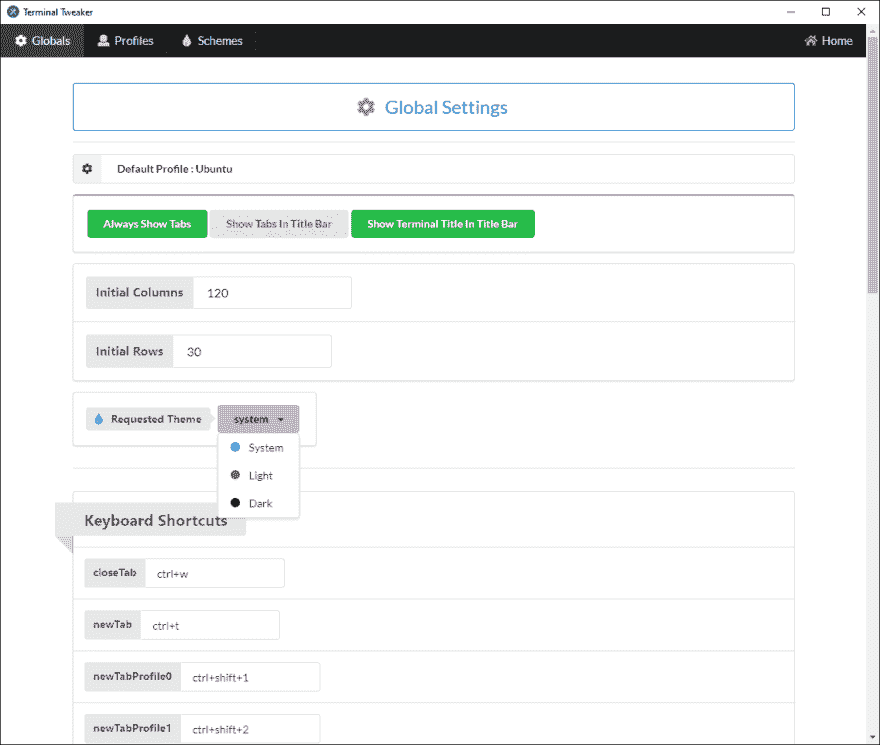 Terminal Tweaker
Globals Profiles Schemes Home
Global Settings
Default Profile : Ubuntu
Always Show Tabs Show Tabs In Title Bar Show Terminal Title In Title Bar
Initial Columns 120
Initial Rows 30
Requested Theme system
System
Light
Dark
Keyboard Shortcuts
closeTab ctrl+w
newTab ctrl+t
newTabProfile0 ctrl+shift+1
newTabProfile1 ctrl+shift+2